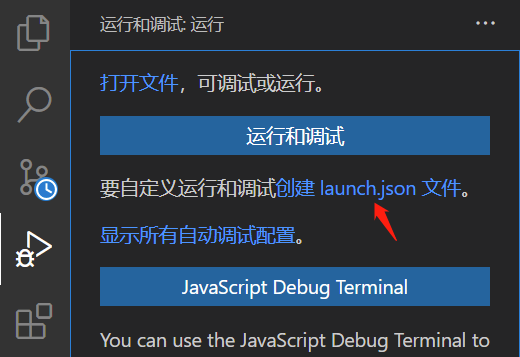 运行和调试: 运行
打开文件，可调试或运行。
运行和调试
要自定义运行和调试创建 launch.json 文件。
显示所有自动调试配置。
JavaScript Debug Terminal
You can use the JavaScript Debug Terminal to